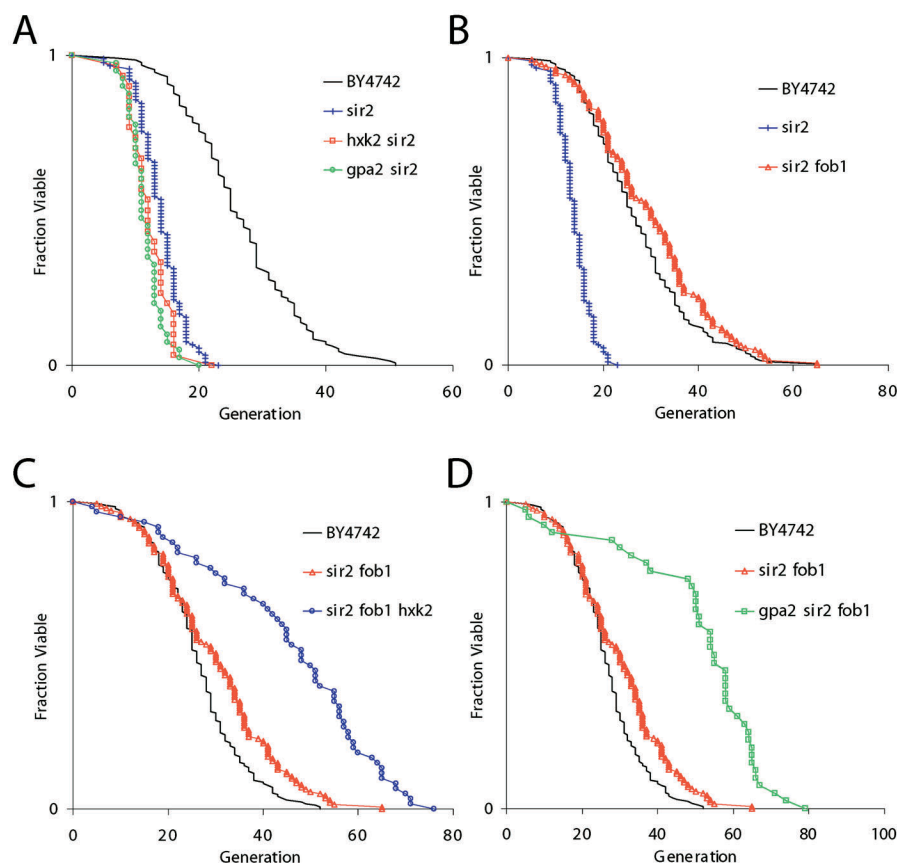 A
1
Fraction Viable
0
0
20
40
60
Generation
BY4742
sir2
hxk2 sir2
gpa2 sir2
B
1
Fraction Viable
0
0
20
40
60
80
Generation
BY4742
sir2
sir2 fob1
C
1
Fraction Viable
0
0
20
40
60
80
Generation
BY4742
sir2 fob1
sir2 fob1 hxk2
D
1
Fraction Viable
0
0
20
40
60
80
100
Generation
BY4742
sir2 fob1
gpa2 sir2 fob1